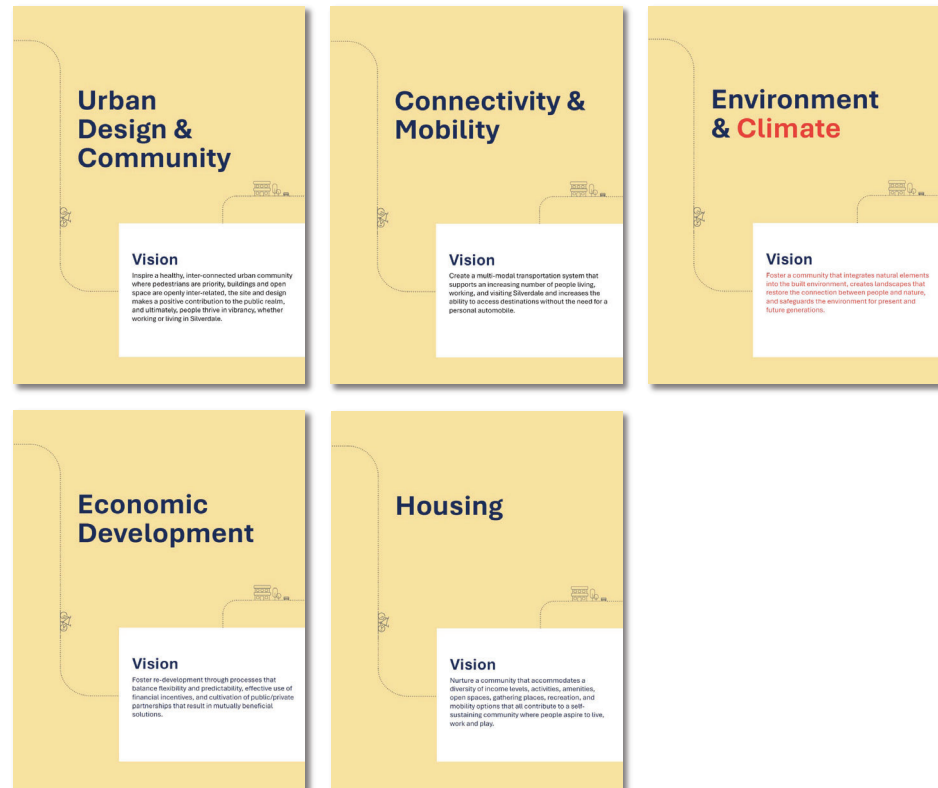 Urban
Design &
Community
Vision
Inspire a healthy, inter-connected urban community
where pedestrians are priority, buildings and open
space are openly inter-related, the site and design
makes a positive contribution to the public realm,
and ultimately, people thrive in vibrancy, whether
working or living in Silverdale.
Connectivity &
Mobility
Vision
Create a multi-modal transportation system that
supports an increasing number of people living,
working, and visiting Silverdale and increases the
ability to access destinations without the need for a
personal automobile.
Environment
& Climate
Vision
Foster a community that integrates natural elements
into the built environment, creates landscapes that
restore the connection between people and nature,
and safeguards the environment for present and
future generations.
Economic
Development
Vision
Foster re-development through processes that
balance flexibility and predictability, effective use of
financial incentives, and cultivation of public/private
partnerships that result in mutually beneficial
solutions.
Housing
Vision
Nurture a community that accommodates a
diversity of income levels, activities, amenities,
open spaces, gathering places, recreation, and
mobility options that all contribute to a self-
sustaining community where people aspire to live,
work and play.